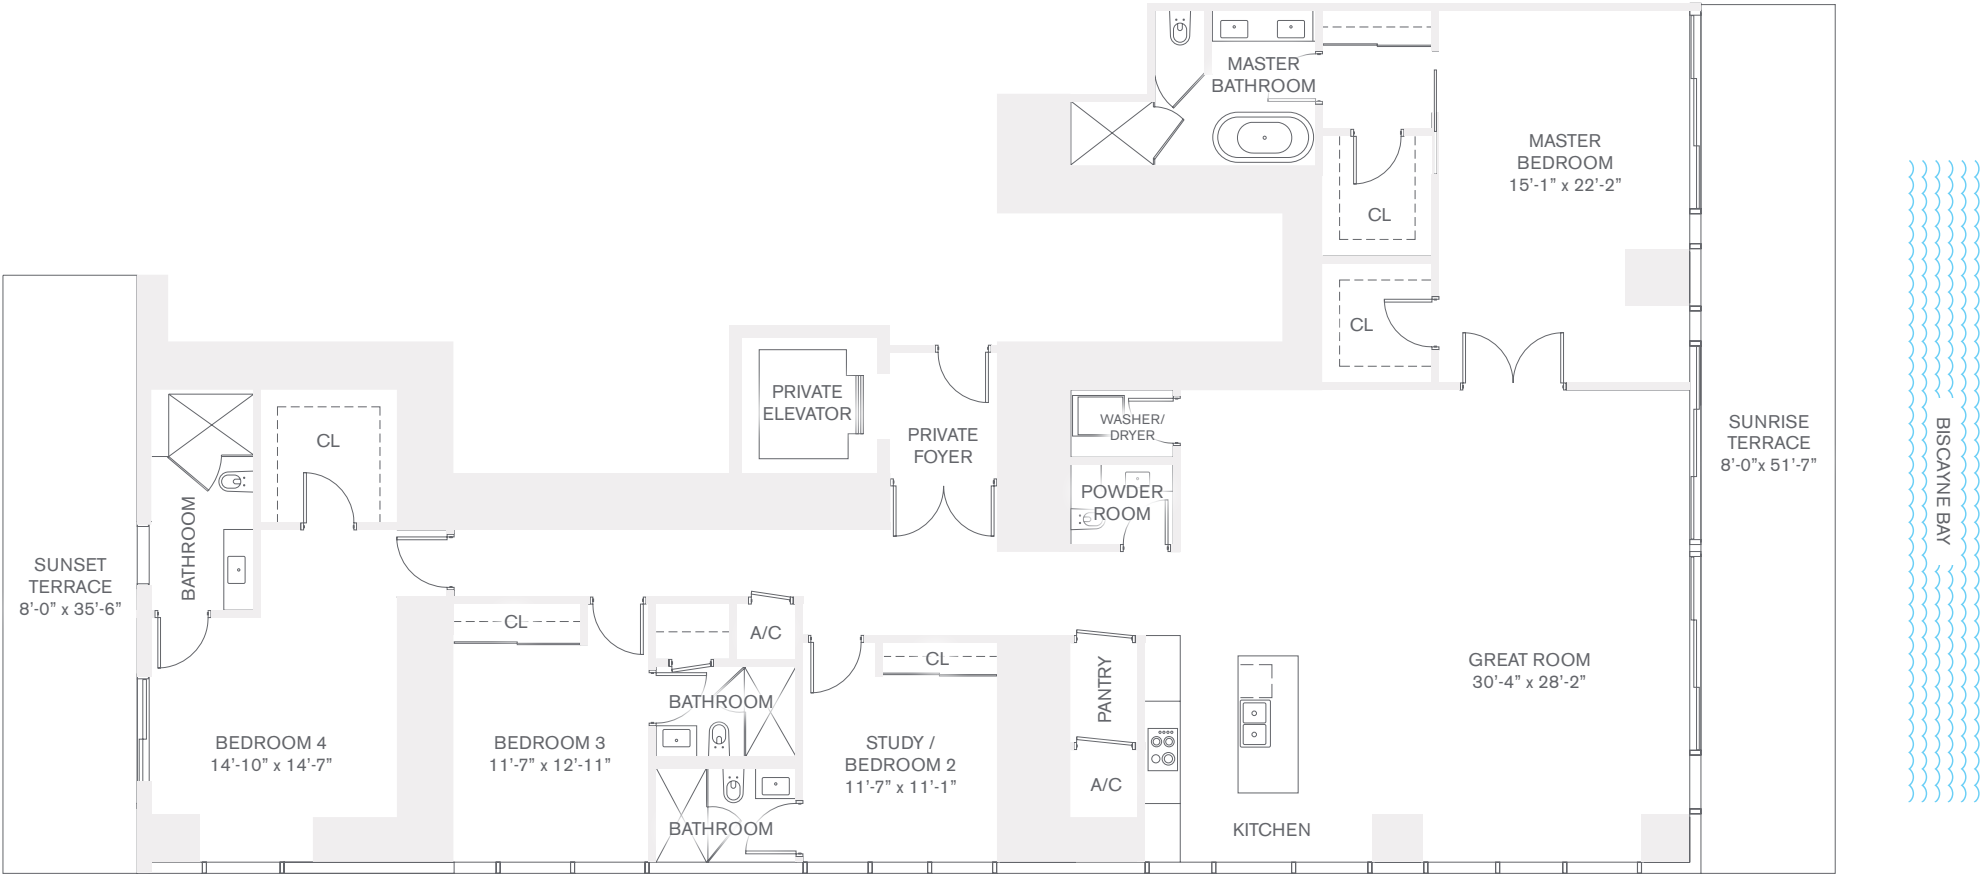 MASTER
BATHROOM
MASTER
BEDROOM
15’-1” x 22’-2”
CL
CL
PRIVATE
ELEVATOR
PRIVATE
FOYER
WASHER/
DRYER
POWDER
ROOM
SUNRISE
TERRACE
8’-0”x 51’-7”
BISCAYNE BAY
CL
BATHROOM
SUNSET
TERRACE
8’-0” x 35’-6”
CL
A/C
CL
BATHROOM
PANTRY
GREAT ROOM
30’-4” x 28’-2”
BEDROOM 4
14’-10” x 14’-7”
BEDROOM 3
11’-7” x 12’-11”
STUDY /
BEDROOM 2
11’-7” x 11’-1”
A/C
BATHROOM
KITCHEN